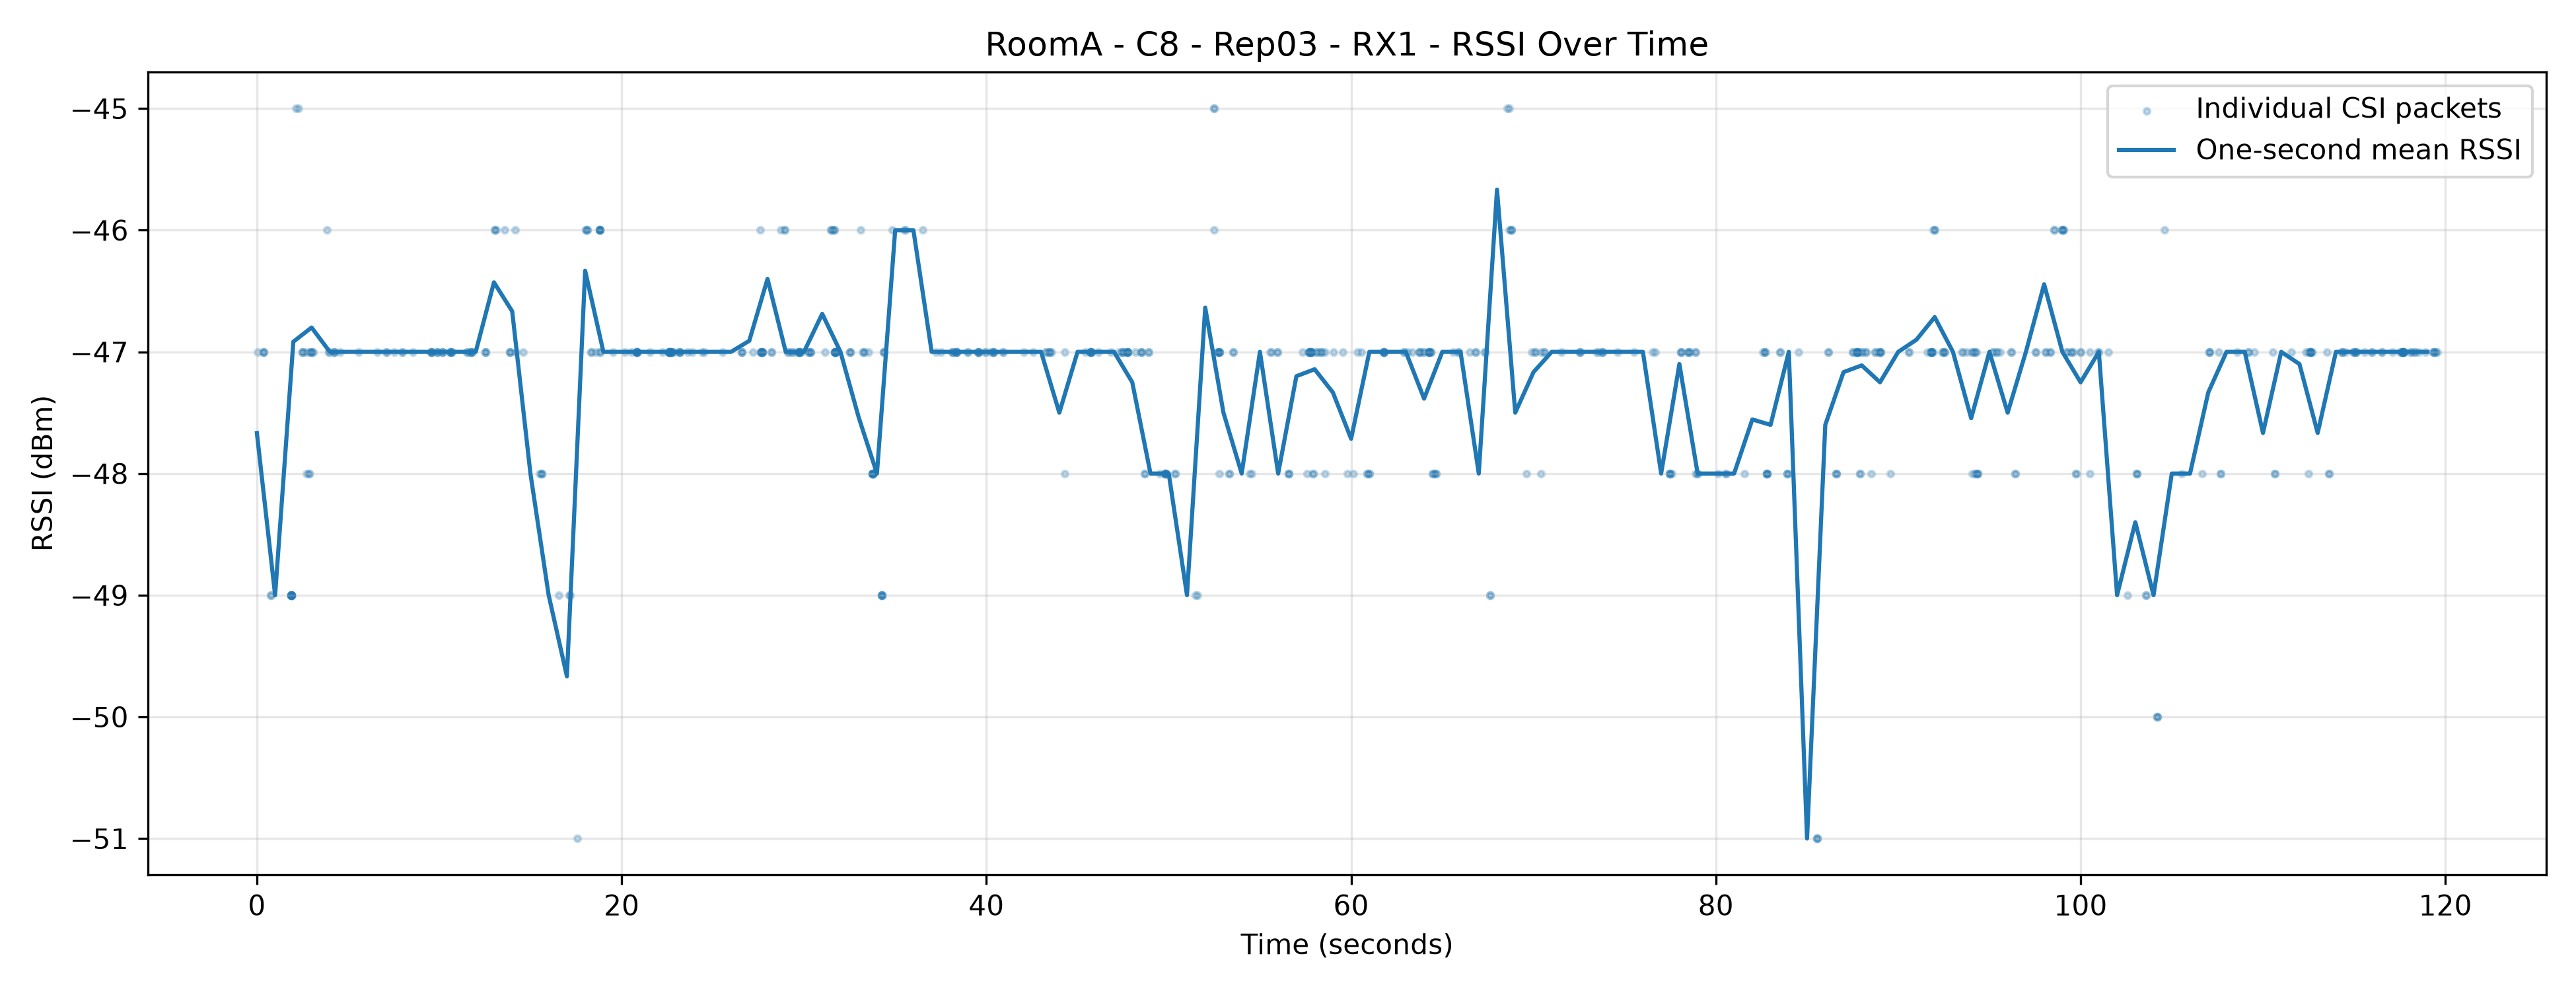 RoomA - C8 - Rep03 - RX1 - RSSI Over Time
Individual CSI packets
One-second mean RSSI
−45
−46
−47
−48
−49
−50
−51
RSSI (dBm)
0 20 40 60 80 100 120
Time (seconds)